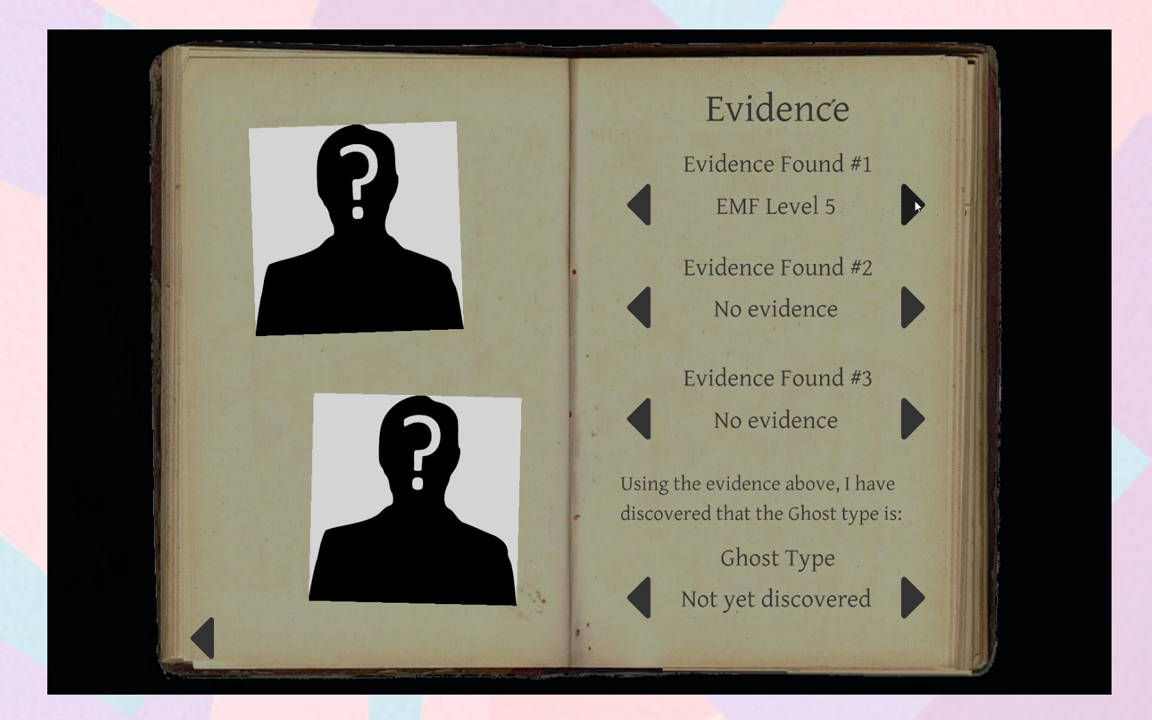 ?
?
Evidence
Evidence Found #1
EMF Level 5
Evidence Found #2
No evidence
Evidence Found #3
No evidence
Using the evidence above, I have
discovered that the Ghost type is:
Ghost Type
Not yet discovered